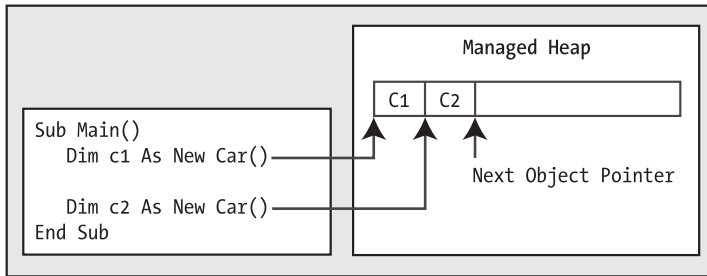 Managed Heap
C1 C2
Sub Main()
Dim c1 As New Car()
Next Object Pointer
Dim c2 As New Car()
End Sub